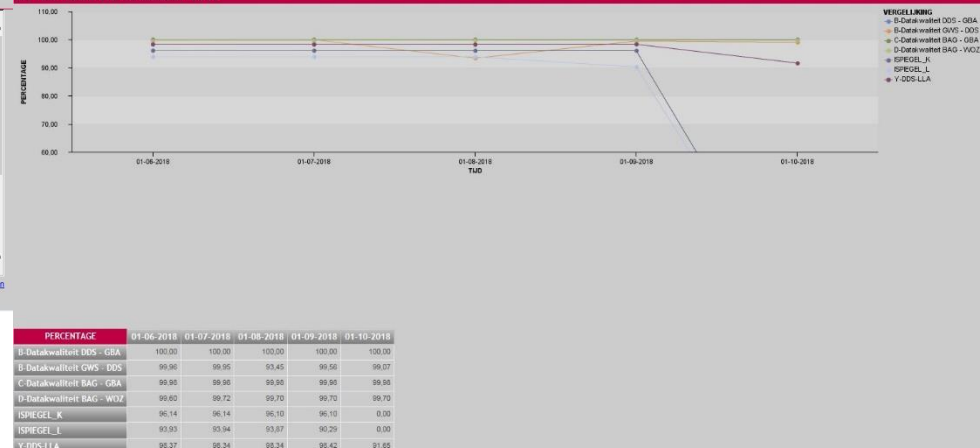 110,00
100,00
90,00
80,00
70,00
60,00
PERCENTAGE
01-06-2018 01-07-2018 01-08-2018 01-09-2018 01-10-2018
TIJD
VERGELIJKING
B-Datakwaliteit DDS - GBA
B-Datakwaliteit GWS - DDS
C-Datakwaliteit BAG - GBA
D-Datakwaliteit BAG - WOZ
ISPIEGEL_K
ISPIEGEL_L
Y-DDS-LLA
PERCENTAGE 01-06-2018 01-07-2018 01-08-2018 01-09-2018 01-10-2018
B-Datakwaliteit DDS - GBA 100,00 100,00 100,00 100,00 100,00
B-Datakwaliteit GWS - DDS 99,96 99,95 93,45 99,56 99,07
C-Datakwaliteit BAG - GBA 99,98 99,98 99,98 99,98 99,98
D-Datakwaliteit BAG - WOZ 99,60 99,72 99,70 99,70 99,70
ISPIEGEL_K 96,14 96,14 96,10 96,10 0,00
ISPIEGEL_L 93,93 93,94 93,87 90,29 0,00
Y-DDS-LLA 98,37 98,34 98,34 98,42 91,65